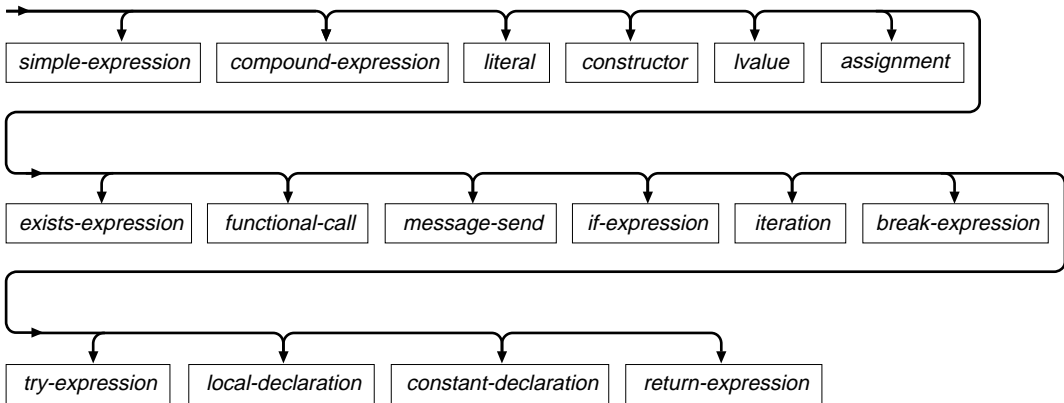 simple-expression compound-expression literal constructor lvalue assignment
exists-expression functional-call message-send if-expression iteration break-expression
try-expression local-declaration constant-declaration return-expression